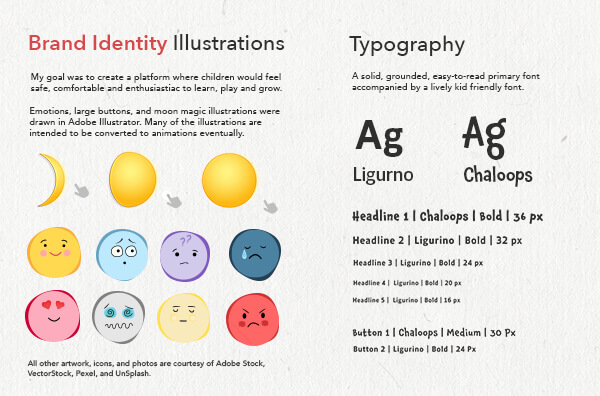 Brand Identity Illustrations
My goal was to create a platform where children would feel
safe, comfortable and enthusiastiac to learn, play and grow.
Emotions, large buttons, and moon magic illustrations were
drawn in Adobe Illustrator. Many of the illustrations are
intended to be converted to animations eventually.
??
All other artwork, icons, and photos are courtesy of Adobe Stock,
VectorStock, Pexel, and UnSplash.
Typography
A solid, grounded, easy-to-read primary font
accompanied by a lively kid friendly font.
Ag Ag
Ligurno Chaloops
Headline 1 | Chaloops | Bold | 36 px
Headline 2 | Ligurino | Bold | 32 px
Headline 3 | Ligurino | Bold | 24 px
Headline 4 | Ligurino | Bold | 20 px
Headline 5 | Ligurino | Bold | 16 px
Button 1 | Chaloops | Medium | 30 Px
Button 2 | Ligurino | Bold | 24 Px